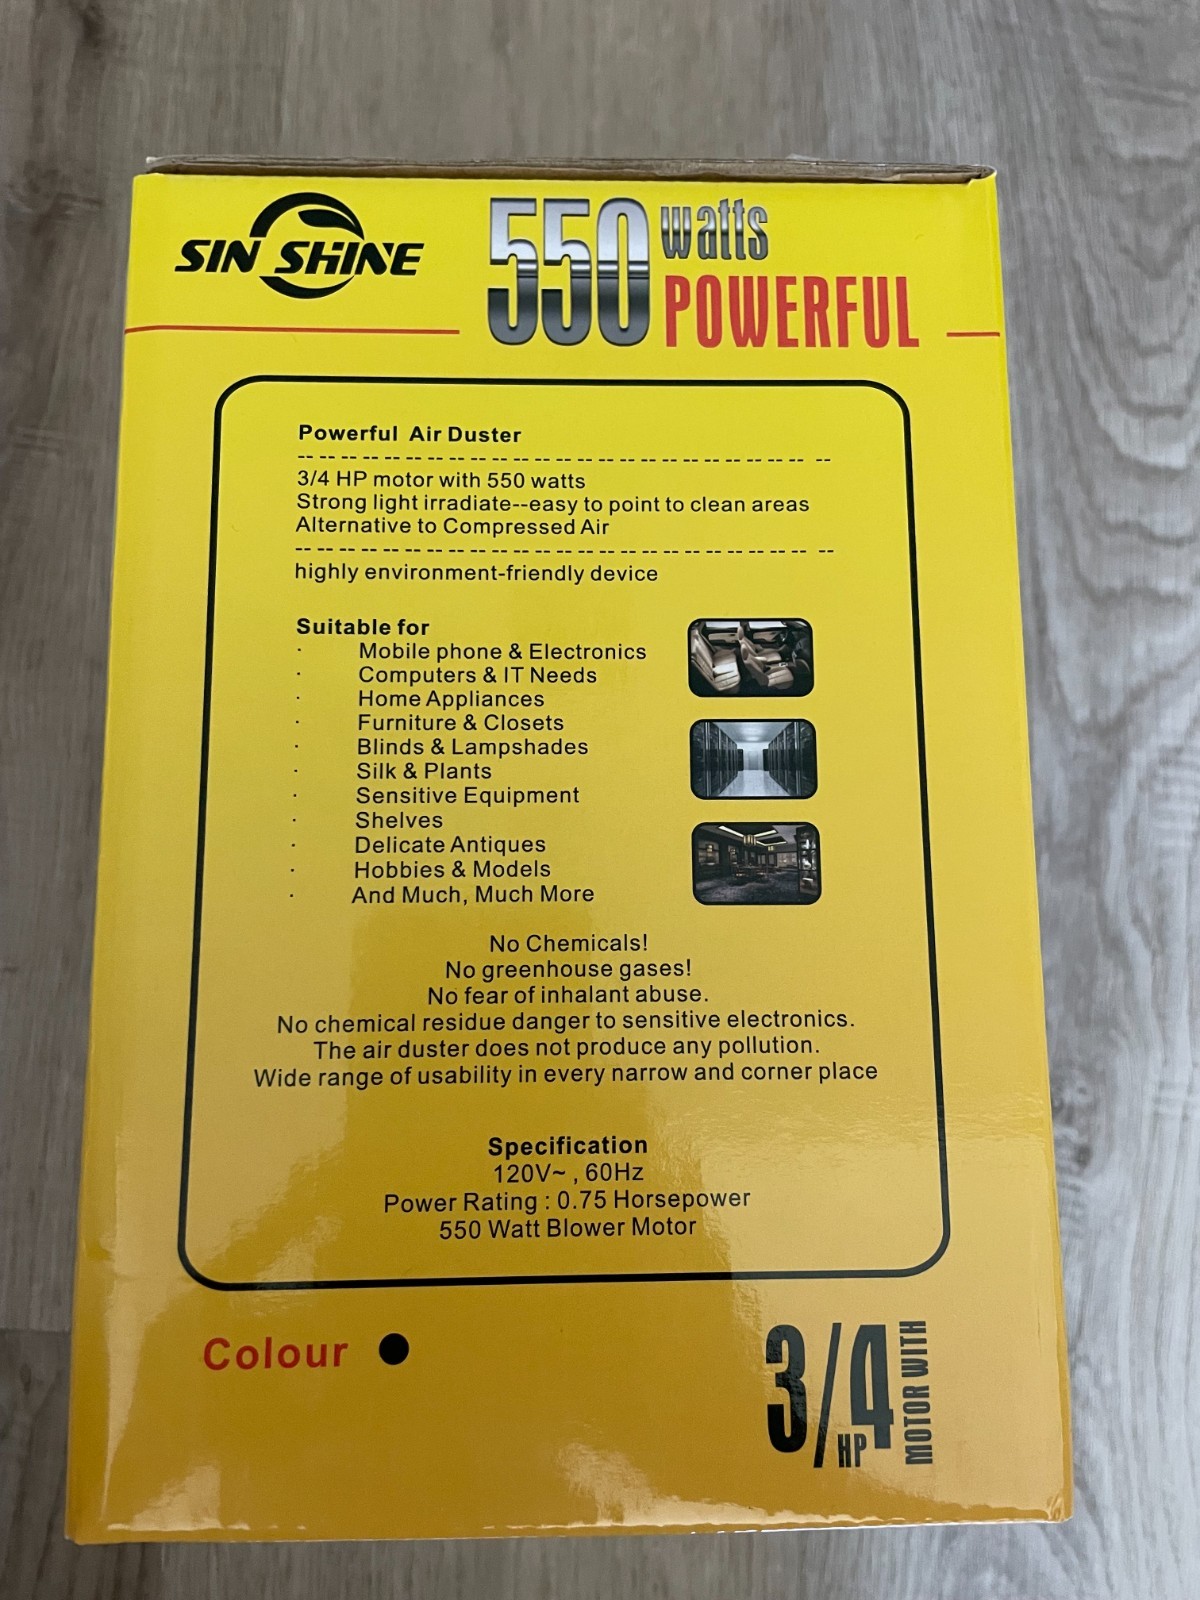 SIN SHINE
550 watts
POWERFUL
Powerful Air Duster
-- -- -- -- -- -- -- -- -- -- -- -- -- -- -- -- -- -- -- -- -- -- -- -- --
3/4 HP motor with 550 watts
Strong light irradiate--easy to point to clean areas
Alternative to Compressed Air
-- -- -- -- -- -- -- -- -- -- -- -- -- -- -- -- -- -- -- -- -- -- -- -- --
highly environment-friendly device
Suitable for
· Mobile phone & Electronics
· Computers & IT Needs
· Home Appliances
· Furniture & Closets
· Blinds & Lampshades
· Silk & Plants
· Sensitive Equipment
· Shelves
· Delicate Antiques
· Hobbies & Models
· And Much, Much More
No Chemicals!
No greenhouse gases!
No fear of inhalant abuse.
No chemical residue danger to sensitive electronics.
The air duster does not produce any pollution.
Wide range of usability in every narrow and corner place
Specification
120V~ , 60Hz
Power Rating : 0.75 Horsepower
550 Watt Blower Motor
Colour
3/4 HP
MOTOR WITH